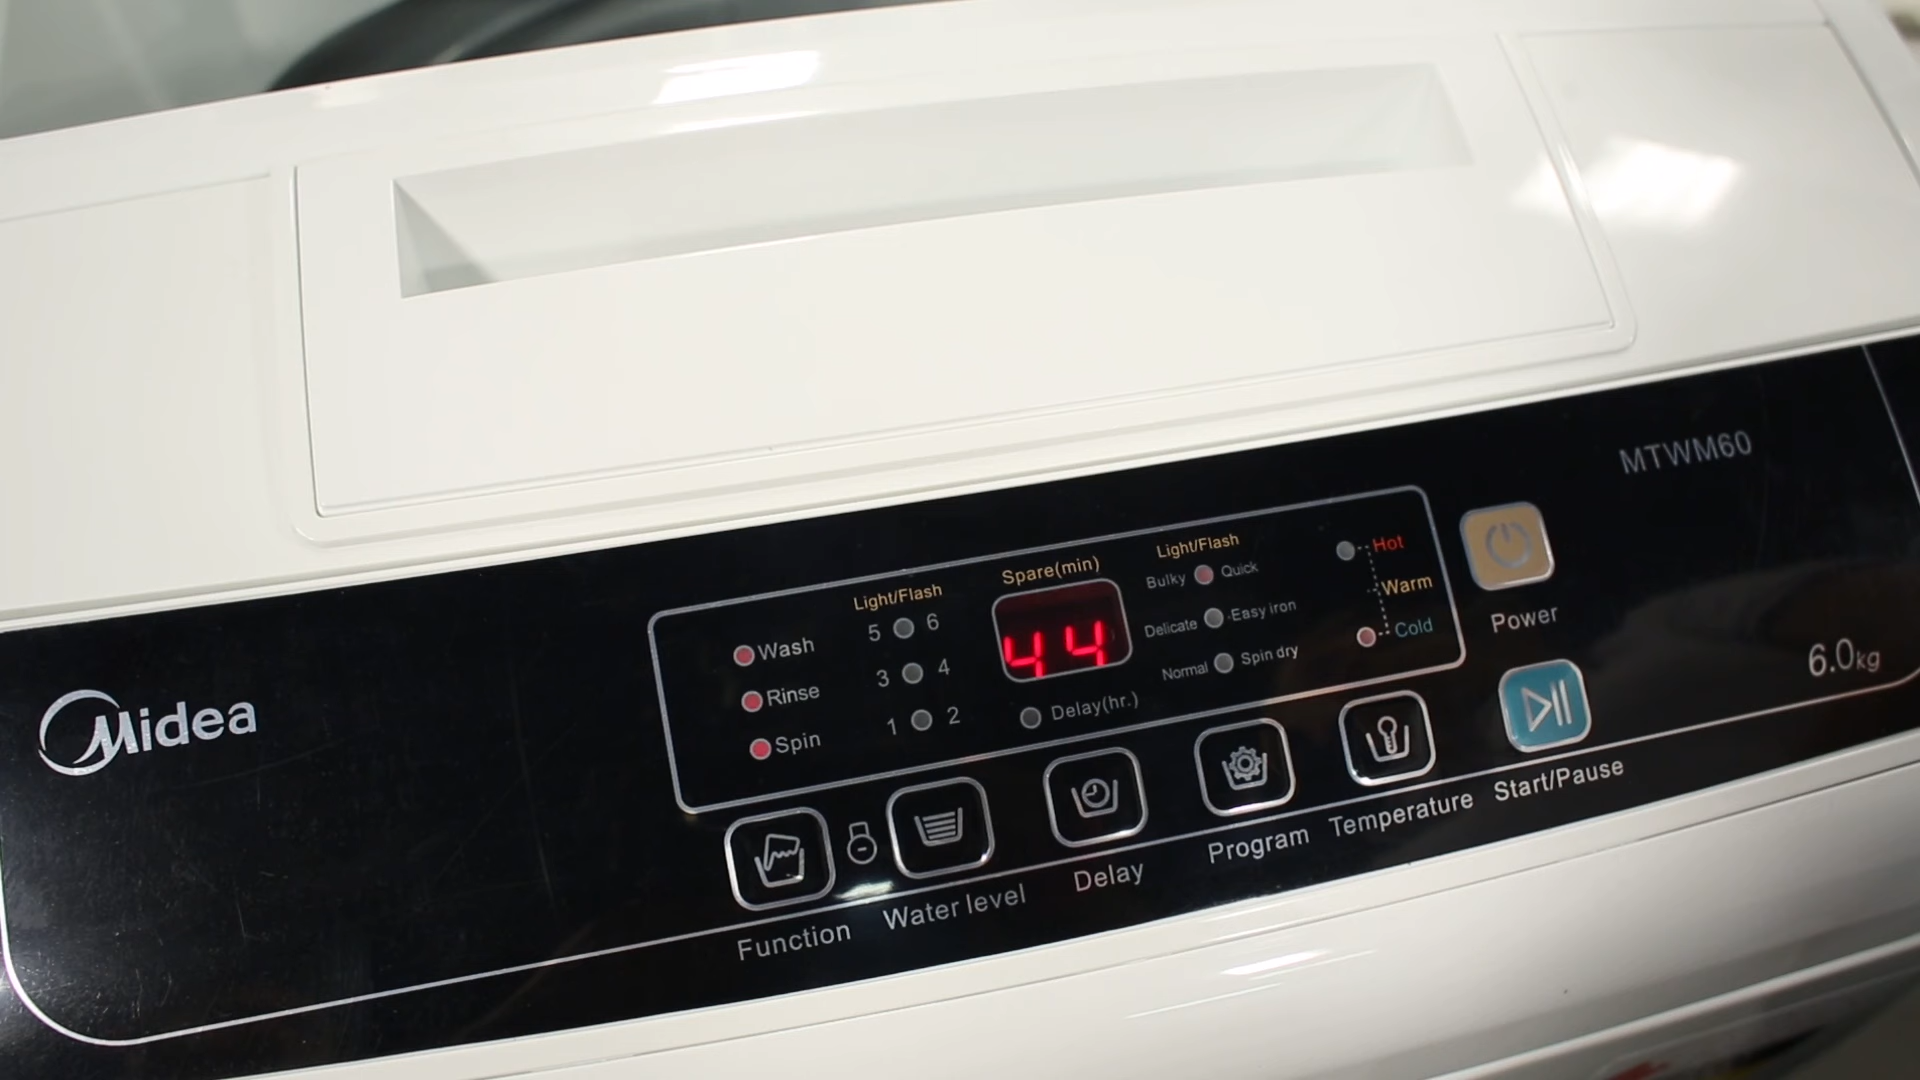 MTWM60
Midea
6.0kg
Wash
Rinse
Spin
Light/Flash
5 6
3 4
1 2
Spare(min)
44
Delay(hr.)
Light/Flash
Bulky Quick
Delicate Easy iron
Normal Spin dry
Hot
Warm
Cold
Power
Start/Pause
Function
Water level
Delay
Program
Temperature